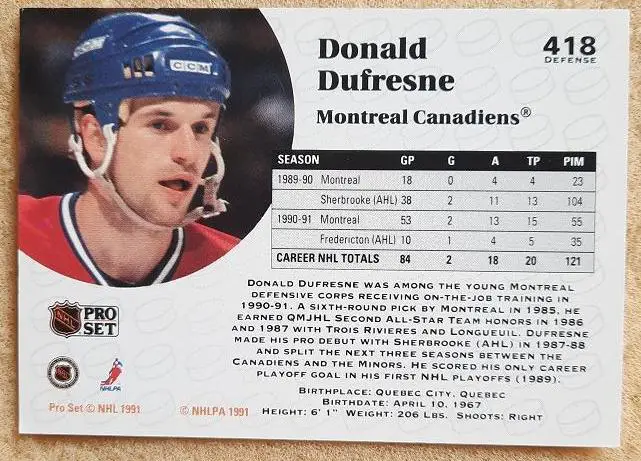 CCM
Donald
Dufresne
418
DEFENSE
Montreal Canadiens®
SEASON GP G A TP PIM
1989-90 Montreal 18 0 4 4 23
Sherbrooke (AHL) 38 2 11 13 104
1990-91 Montreal 53 2 13 15 55
Fredericton (AHL) 10 1 4 5 35
CAREER NHL TOTALS 84 2 18 20 121
DONALD DUFRESNE WAS AMONG THE YOUNG MONTREAL
DEFENSIVE CORPS RECEIVING ON-THE-JOB TRAINING IN
1990-91. A SIXTH-ROUND PICK BY MONTREAL IN 1985, HE
EARNED QMJHL SECOND ALL-STAR TEAM HONORS IN 1986
AND 1987 WITH TROIS RIVIERES AND LONGUEUIL. DUFRESNE
MADE HIS PRO DEBUT WITH SHERBROOKE (AHL) IN 1987-88
AND SPLIT THE NEXT THREE SEASONS BETWEEN THE
CANADIENS AND THE MINORS. HE SCORED HIS ONLY CAREER
PLAYOFF GOAL IN HIS FIRST NHL PLAYOFFS (1989).
BIRTHPLACE: QUEBEC CITY, QUEBEC
BIRTHDATE: APRIL 10, 1967
HEIGHT: 6' 1" WEIGHT: 206 LBS. SHOOTS: RIGHT
NHL
PRO
SET
NHLPA
Pro Set © NHL 1991
© NHLPA 1991